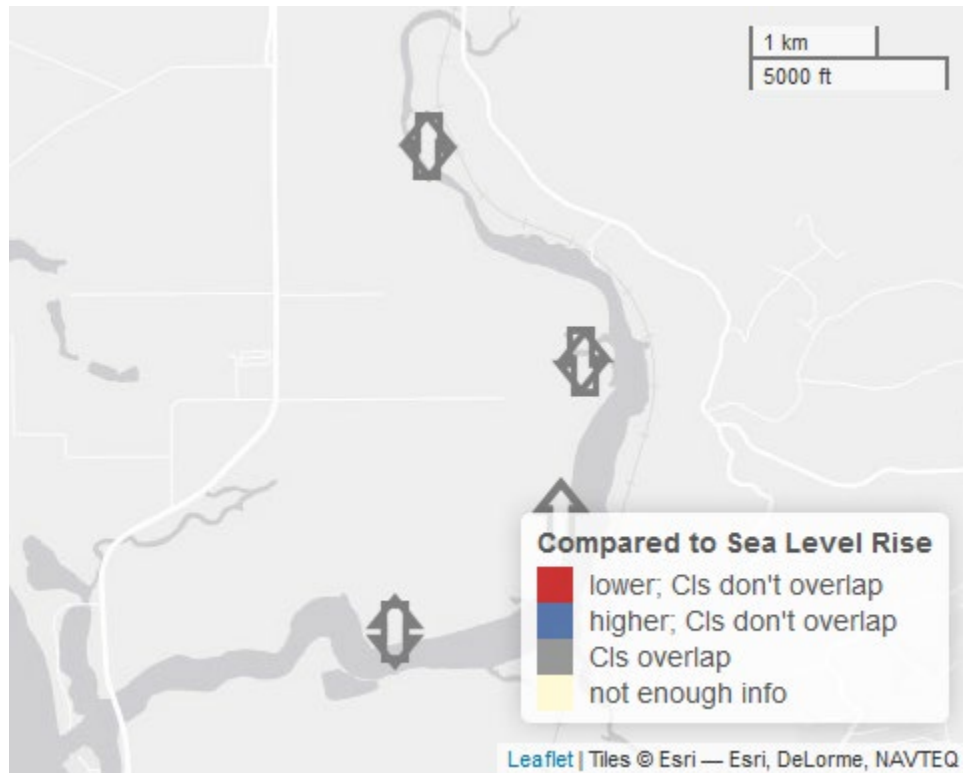 1 km
5000 ft
Compared to Sea Level Rise
lower; CIs don't overlap
higher; CIs don't overlap
CIs overlap
not enough info
Leaflet | Tiles © Esri — Esri, DeLorme, NAVTEQ